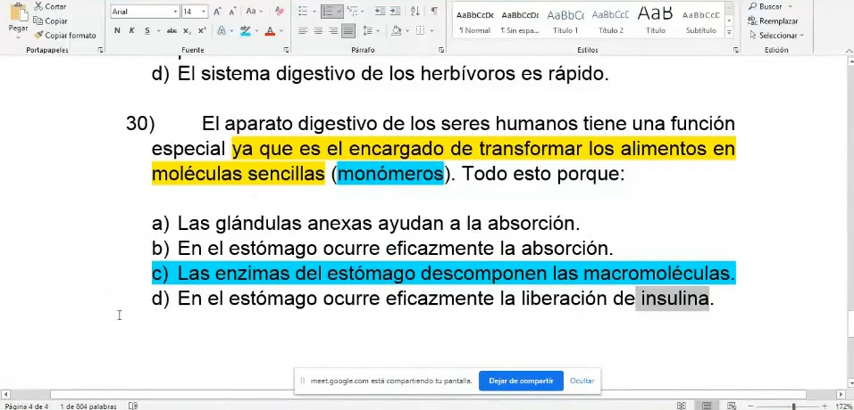 Cortar
Copiar
Pegar
Copiar formato
Portapapeles
Arial
14
Fuente
Párrafo
AaBbCcDc
AaBbCcDc
AaBbCc
AaBbCcD
AaB
AaBbCcC
¶ Normal
¶ Sin espa...
Título 1
Título 2
Título
Subtítulo
Estilos
Buscar
Reemplazar
Seleccionar
Edición
d) El sistema digestivo de los herbívoros es rápido.
30) El aparato digestivo de los seres humanos tiene una función
especial ya que es el encargado de transformar los alimentos en
moléculas sencillas (monómeros). Todo esto porque:
a) Las glándulas anexas ayudan a la absorción.
b) En el estómago ocurre eficazmente la absorción.
c) Las enzimas del estómago descomponen las macromoléculas.
d) En el estómago ocurre eficazmente la liberación de insulina.
meet.google.com está compartiendo tu pantalla.
Dejar de compartir
Ocultar
Página 4 de 4
1 de 804 palabras
172%